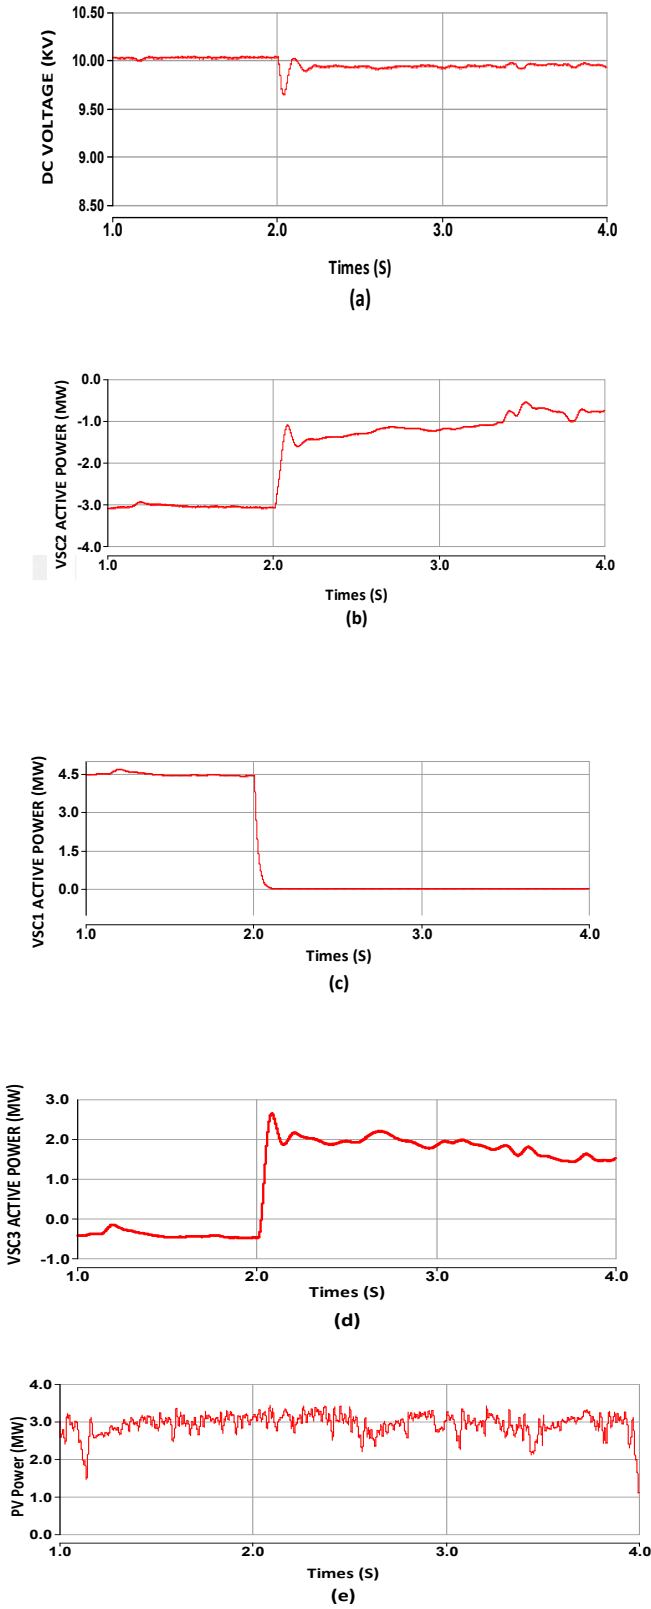 DC VOLTAGE (KV)
10.50
10.00
9.50
9.00
8.50
1.0 2.0 3.0 4.0
Times (S)
(a)
VSC2 ACTIVE POWER (MW)
0.0
-1.0
-2.0
-3.0
-4.0
1.0 2.0 3.0 4.0
Times (S)
(b)
VSC1 ACTIVE POWER (MW)
4.5
3.0
1.5
0.0
1.0 2.0 3.0 4.0
Times (S)
(c)
VSC3 ACTIVE POWER (MW)
3.0
2.0
1.0
0.0
-1.0
1.0 2.0 3.0 4.0
Times (S)
(d)
PV Power (MW)
4.0
3.0
2.0
1.0
0.0
1.0 2.0 3.0 4.0
Times (S)
(e)